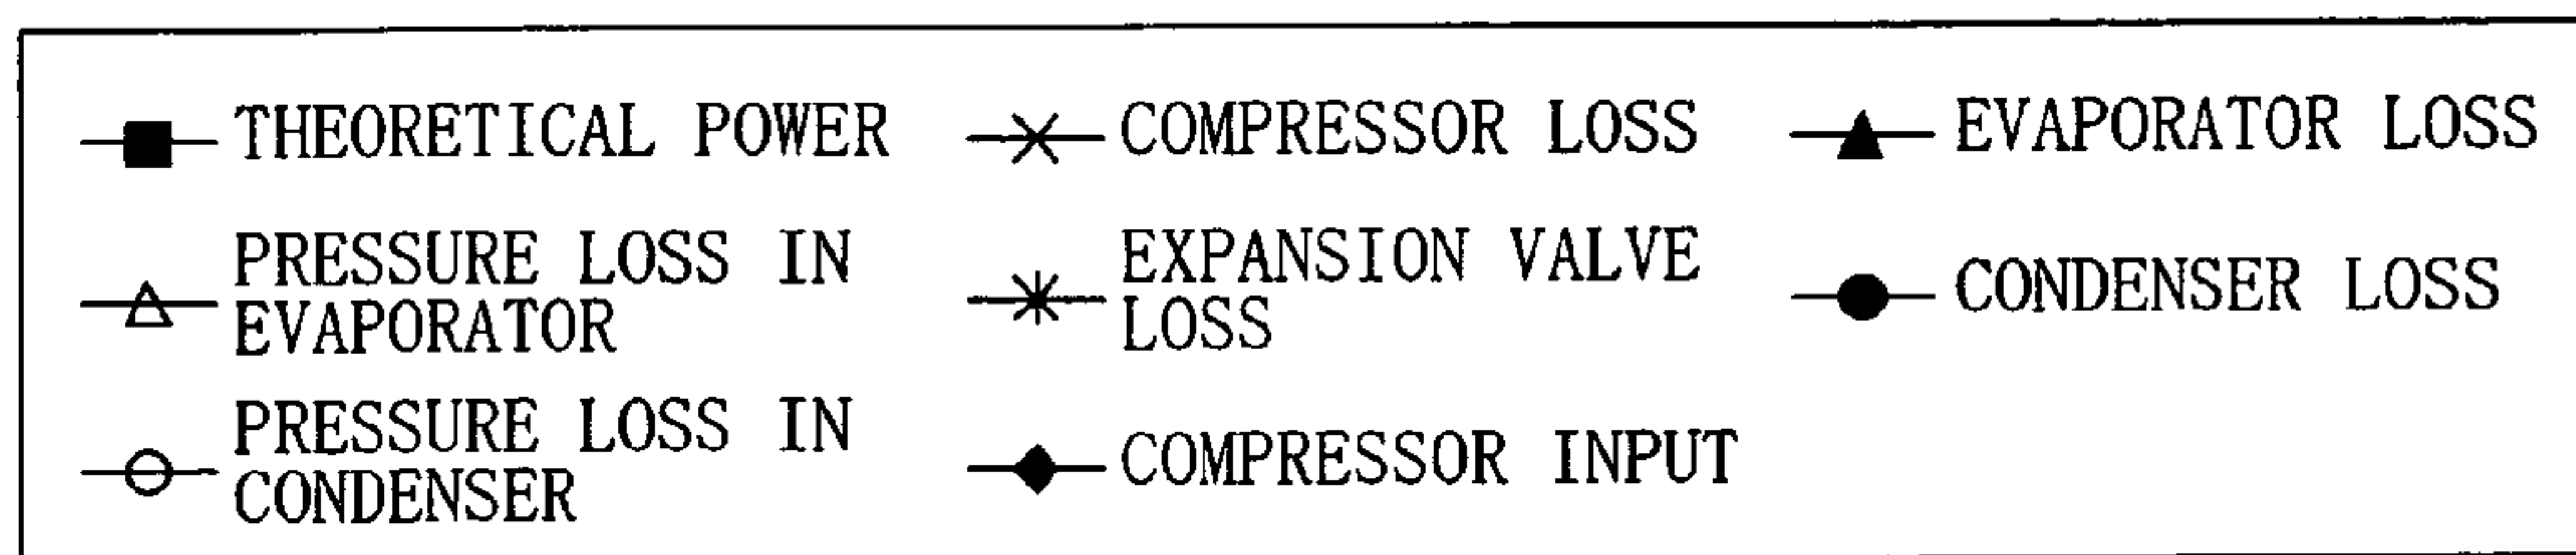 THEORETICAL POWER
PRESSURE LOSS IN
EVAPORATOR
PRESSURE LOSS IN
CONDENSER
COMPRESSOR LOSS
EXPANSION VALVE
LOSS
COMPRESSOR INPUT
EVAPORATOR LOSS
CONDENSER LOSS